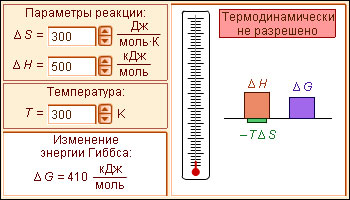 Параметры реакции:
ΔS = 300 Дж/моль·К
ΔH = 500 кДж/моль
Температура:
T = 300 К
Изменение
энергии Гиббса:
ΔG = 410 кДж/моль
Термодинамически
не разрешено
ΔH
ΔG
–TΔS